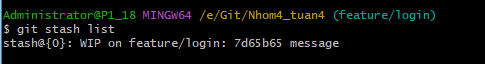 Administrator@P1_18 MINGW64 /e/Git/Nhom4_tuan4 (feature/login)
$ git stash list
stash@{0}: WIP on feature/login: 7d65b65 message